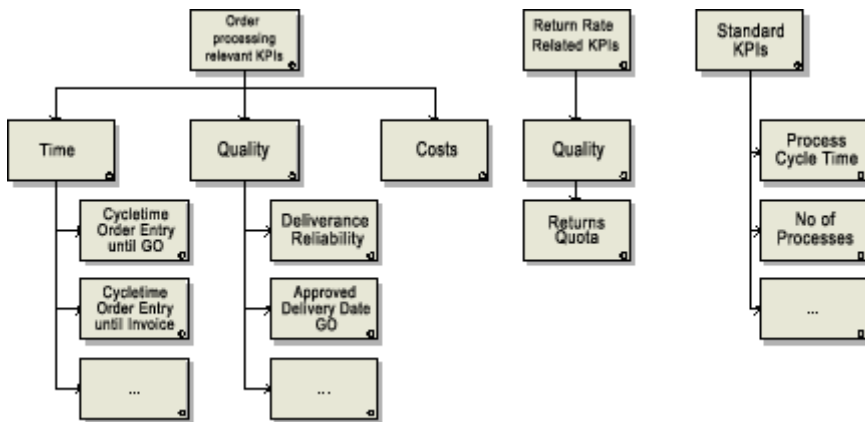 Order
processing
relevant KPIs
Return Rate
Related KPIs
Standard
KPIs
Time
Quality
Costs
Quality
Process
Cycle Time
Cycletime
Order Entry
until GO
Deliverance
Reliability
Returns
Quota
No of
Processes
Cycletime
Order Entry
until Invoice
Approved
Delivery Date
GO
...
...
...